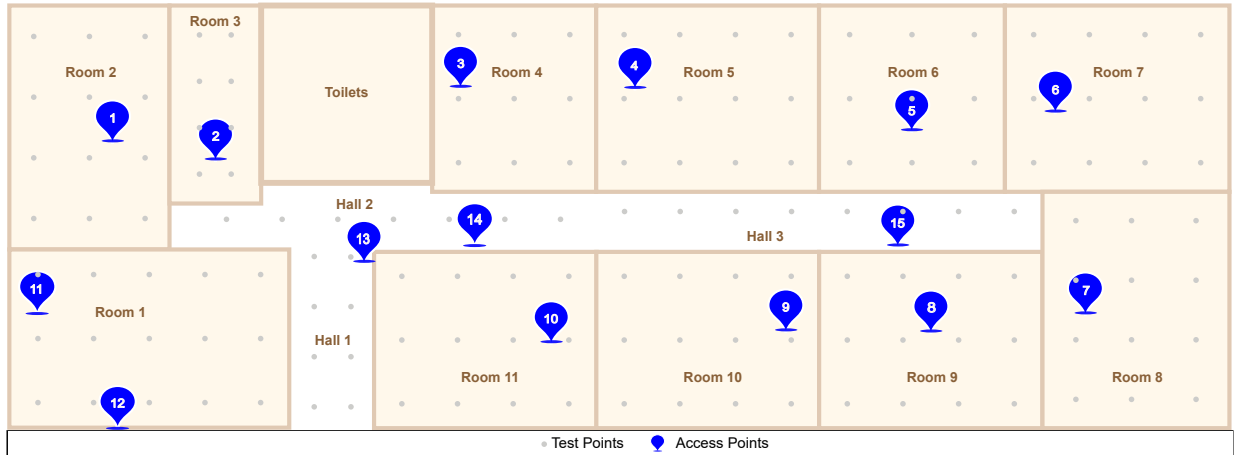 Room 3
Room 2
Toilets
3
Room 4
4
Room 5
Room 6
5
6
Room 7
1
2
Hall 2
13
14
15
Hall 3
11
Room 1
Hall 1
10
9
8
7
12
Room 11
Room 10
Room 9
Room 8
Test Points Access Points